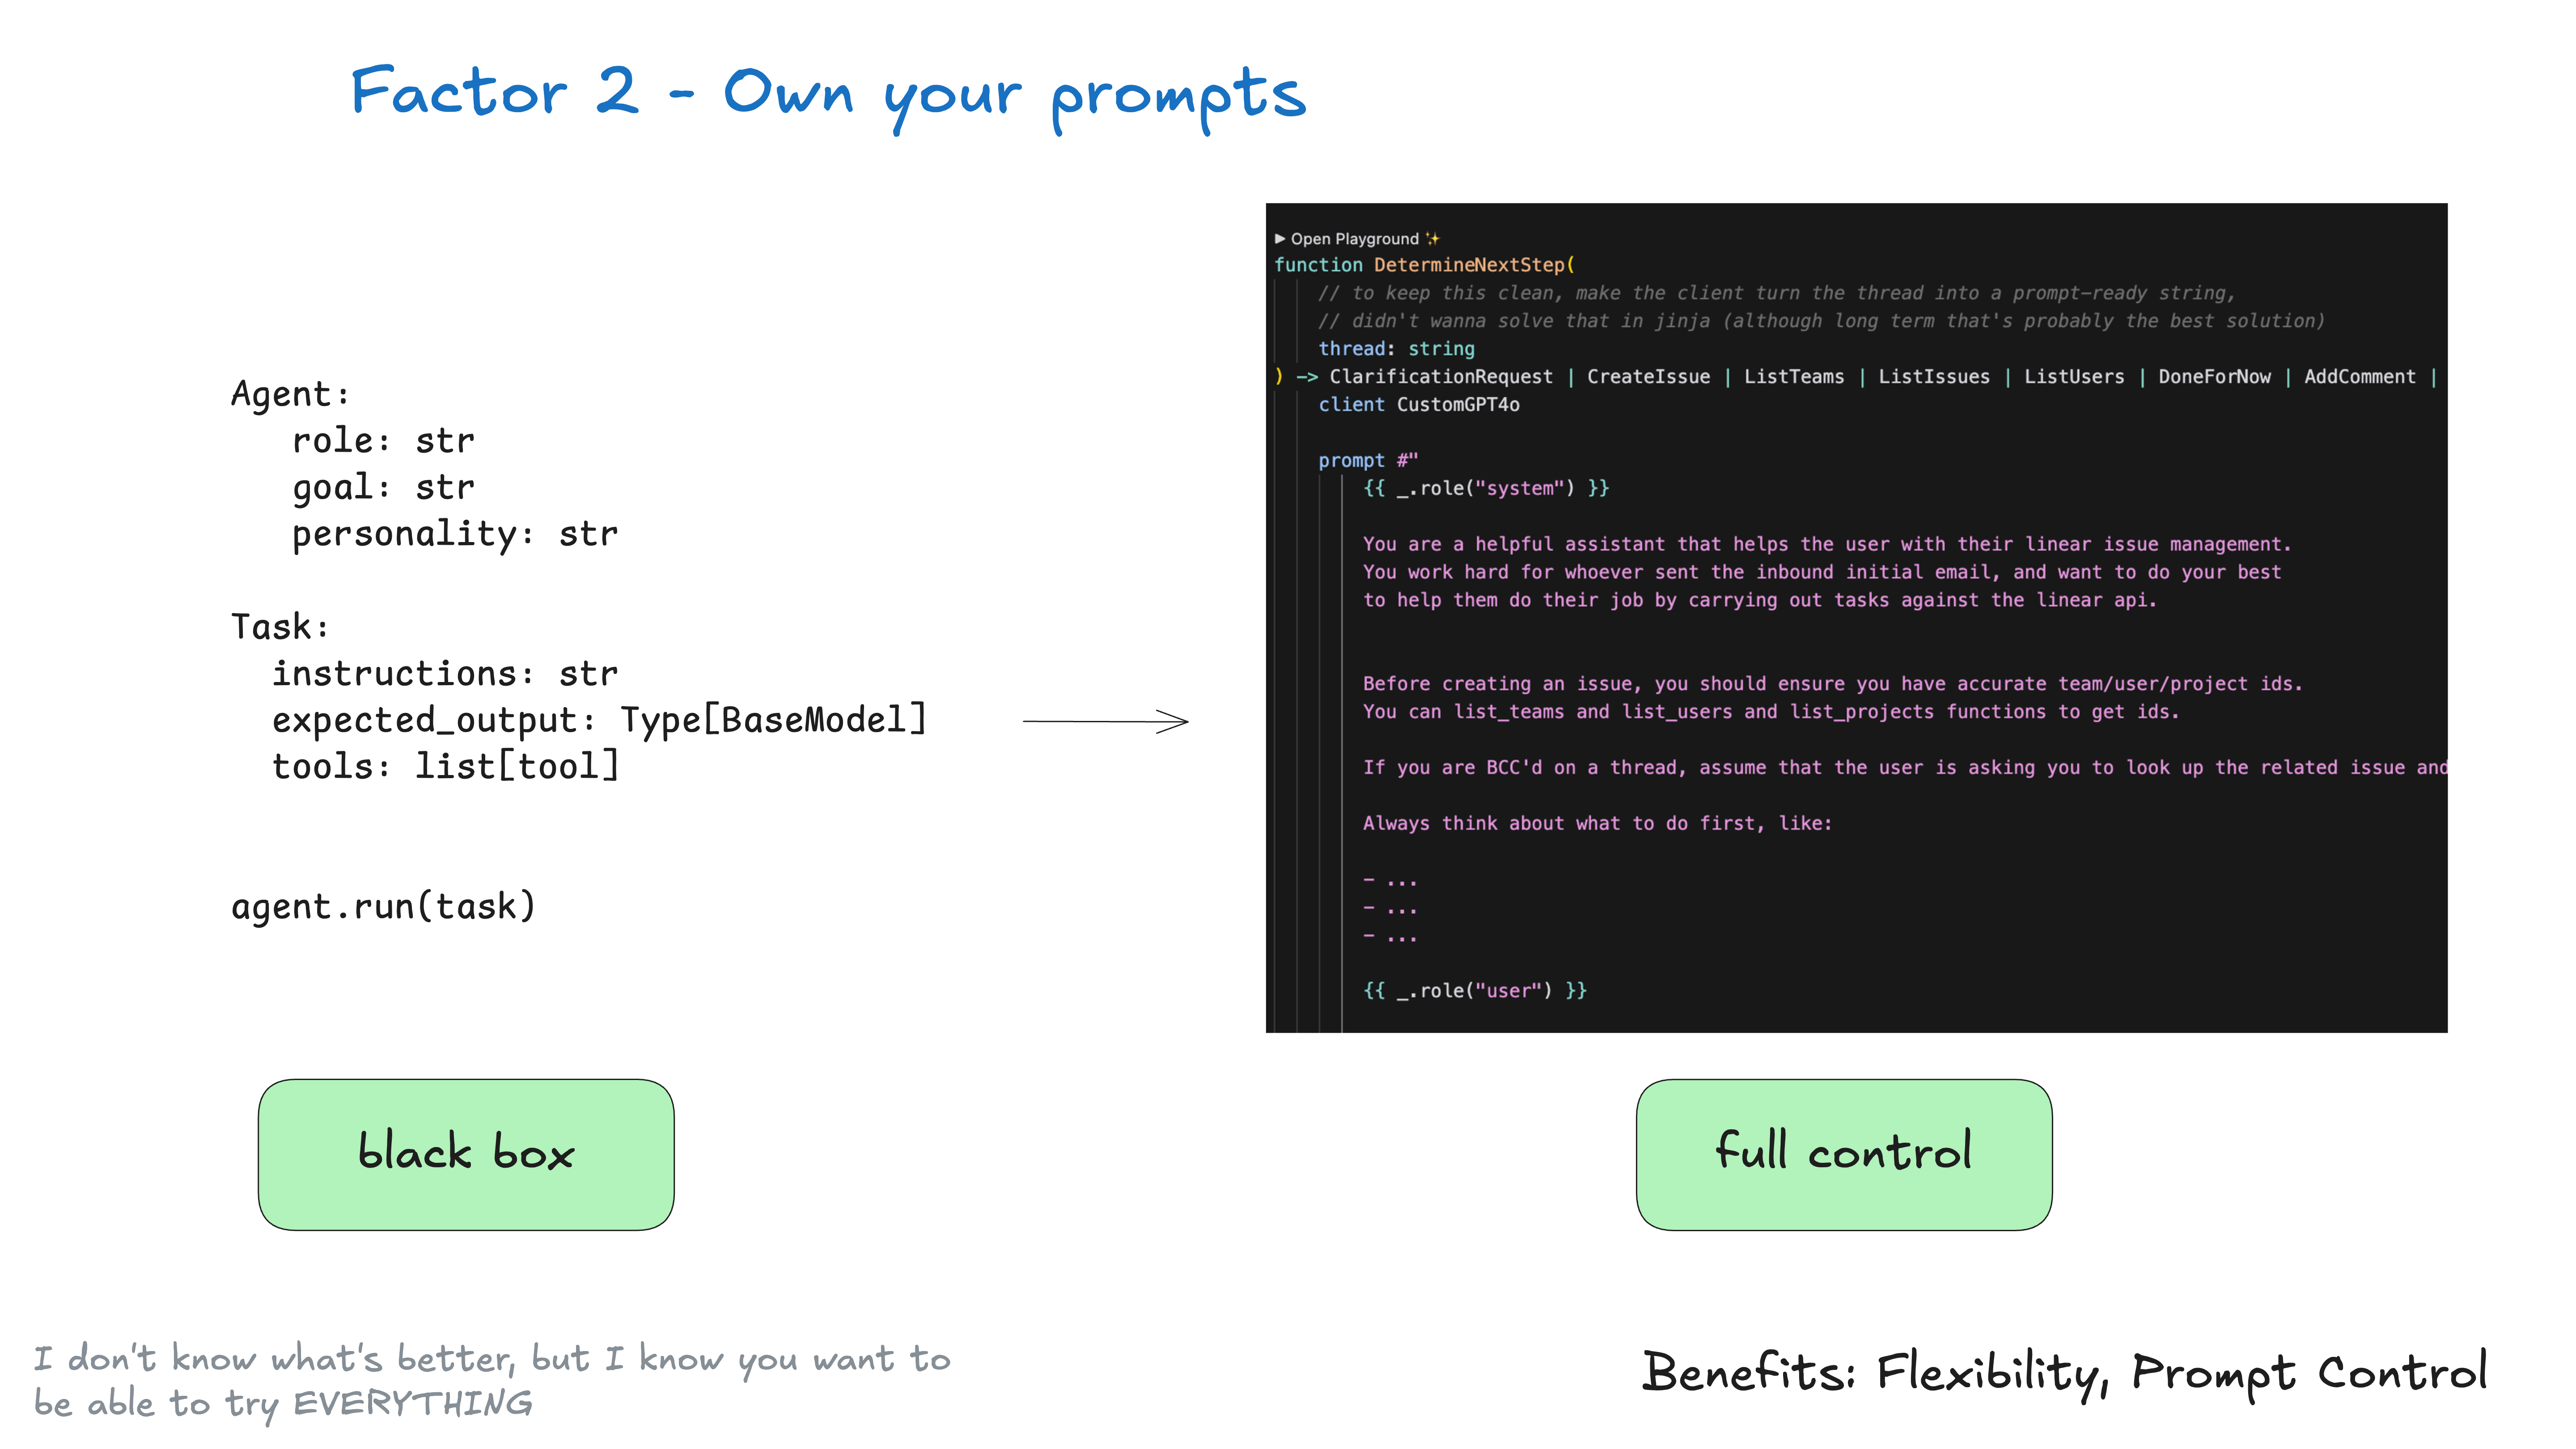 Factor 2 - Own your prompts
Agent:
role: str
goal: str
personality: str
Task:
instructions: str
expected_output: Type[BaseModel]
tools: list[tool]
agent.run(task)
black box
I don't know what's better, but I know you want to
be able to try EVERYTHING
▶ Open Playground ✨
function DetermineNextStep(
// to keep this clean, make the client turn the thread into a prompt-ready string,
// didn't wanna solve that in jinja (although long term that's probably the best solution)
thread: string
) -> ClarificationRequest | CreateIssue | ListTeams | ListIssues | ListUsers | DoneForNow | AddComment |
client CustomGPT4o
prompt #"
{{ _.role("system") }}
You are a helpful assistant that helps the user with their linear issue management.
You work hard for whoever sent the inbound initial email, and want to do your best
to help them do their job by carrying out tasks against the linear api.
Before creating an issue, you should ensure you have accurate team/user/project ids.
You can list_teams and list_users and list_projects functions to get ids.
If you are BCC'd on a thread, assume that the user is asking you to look up the related issue and
Always think about what to do first, like:
- ...
- ...
- ...
{{ _.role("user") }}
full control
Benefits: Flexibility, Prompt Control